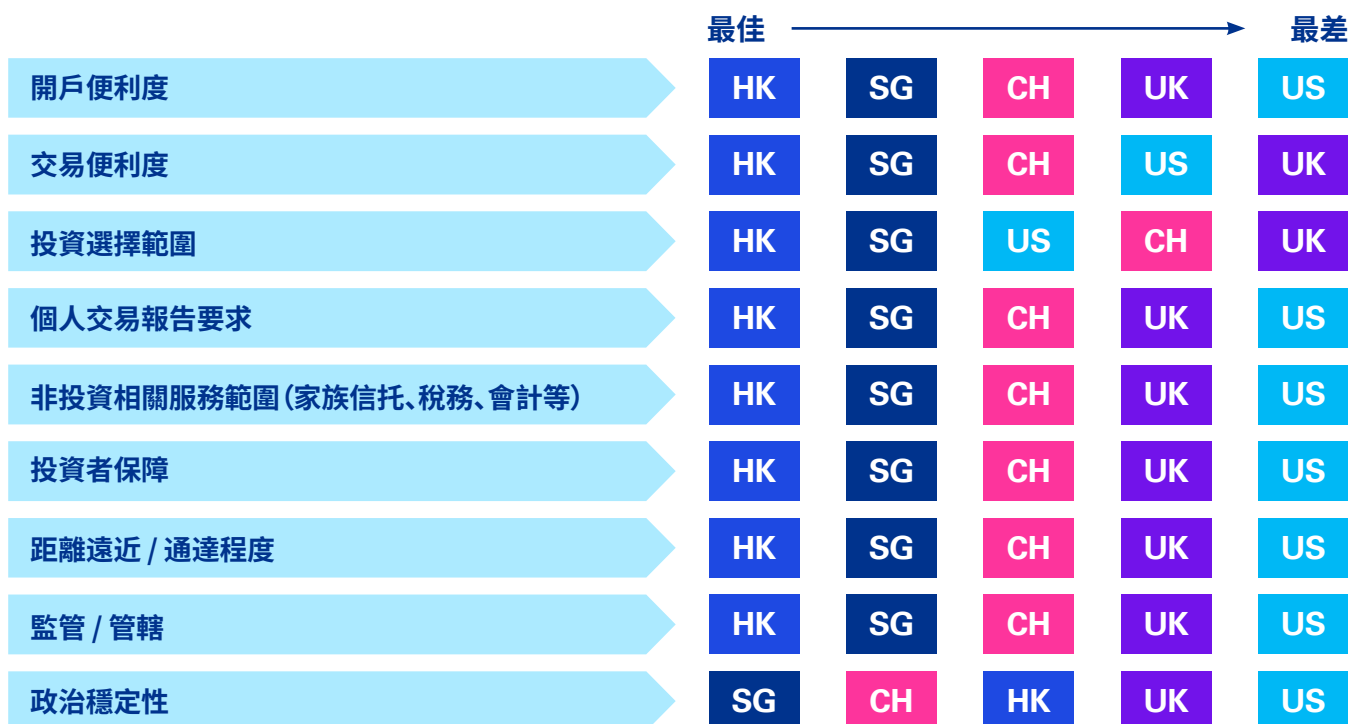 最佳 最差
開戶便利度 HK SG CH UK US
交易便利度 HK SG CH US UK
投資選擇範圍 HK SG US CH UK
個人交易報告要求 HK SG CH UK US
非投資相關服務範圍(家族信托、稅務、會計等) HK SG CH UK US
投資者保障 HK SG CH UK US
距離遠近 / 通達程度 HK SG CH UK US
監管 / 管轄 HK SG CH UK US
政治穩定性 SG CH HK UK US